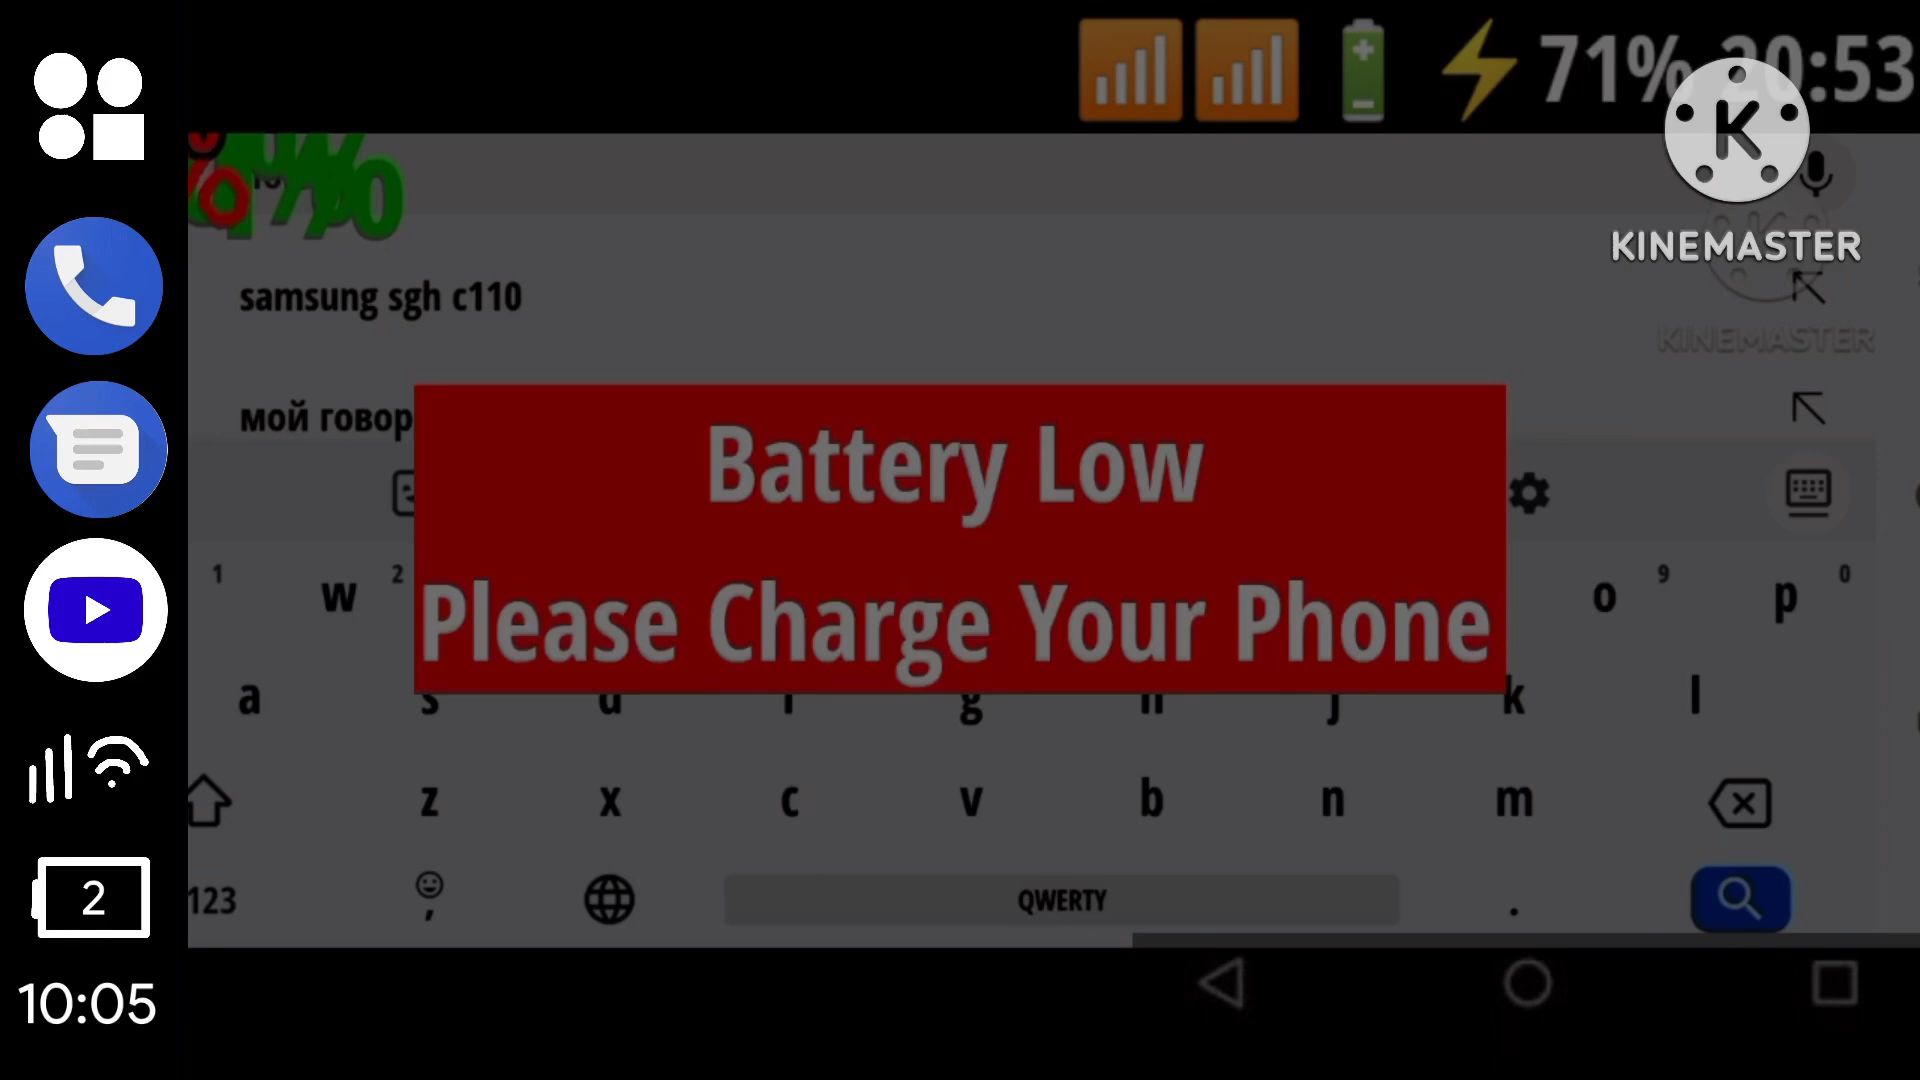 71% 20:53
K
KINEMASTER
%
samsung sgh c110
KINEMASTER
мой говор
Battery Low
Please Charge Your Phone
1 w 2 o 9 p 0
a s d f g h j k l
z x c v b n m
123 , QWERTY .
2
10:05